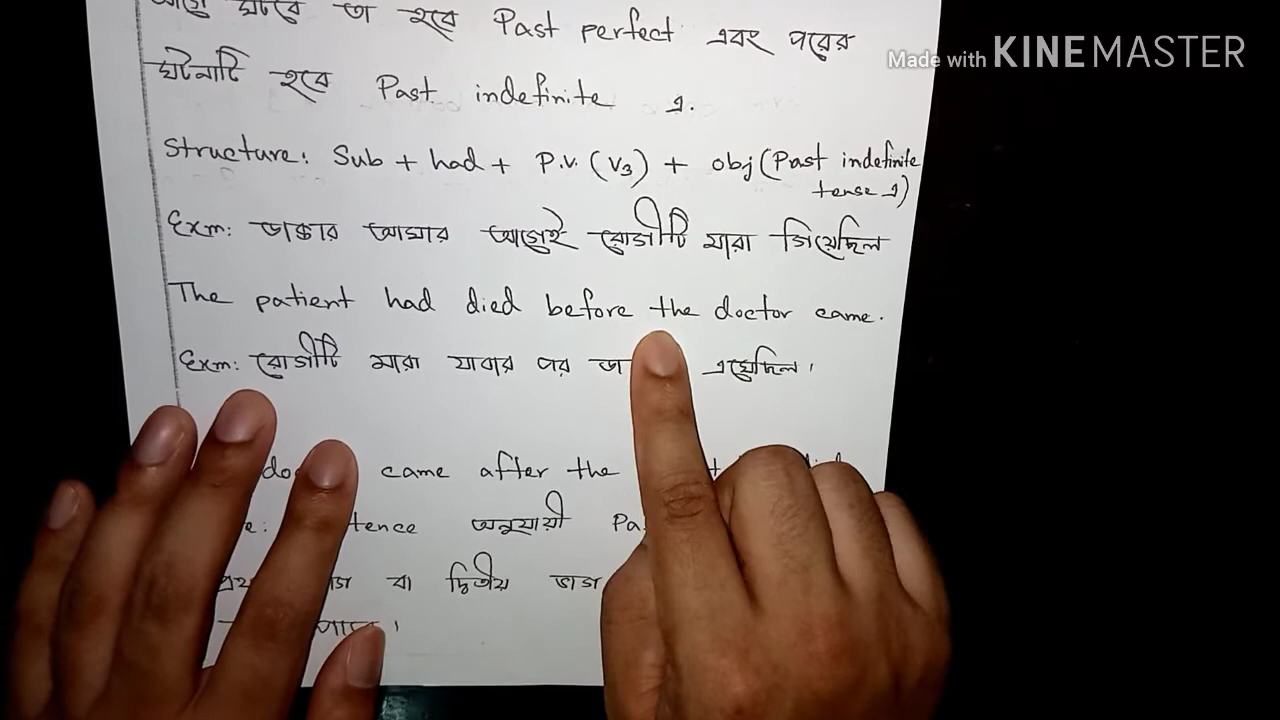 ঘটবে তা হবে Past perfect এবং পরের
Made with KINEMASTER
ঘটনাটি হবে Past indefinite এ.
Structure: Sub + had + P.V. (V3) + obj (Past indefinite
tense এ)
Exm: ডাক্তার আসার আগেই রোগীটি মারা গিয়েছিল
The patient had died before the doctor came.
Exm: রোগীটি মারা যাবার পর এসেছিল।
came after the
অনুযায়ী
বা দ্বিতীয় ভাগ